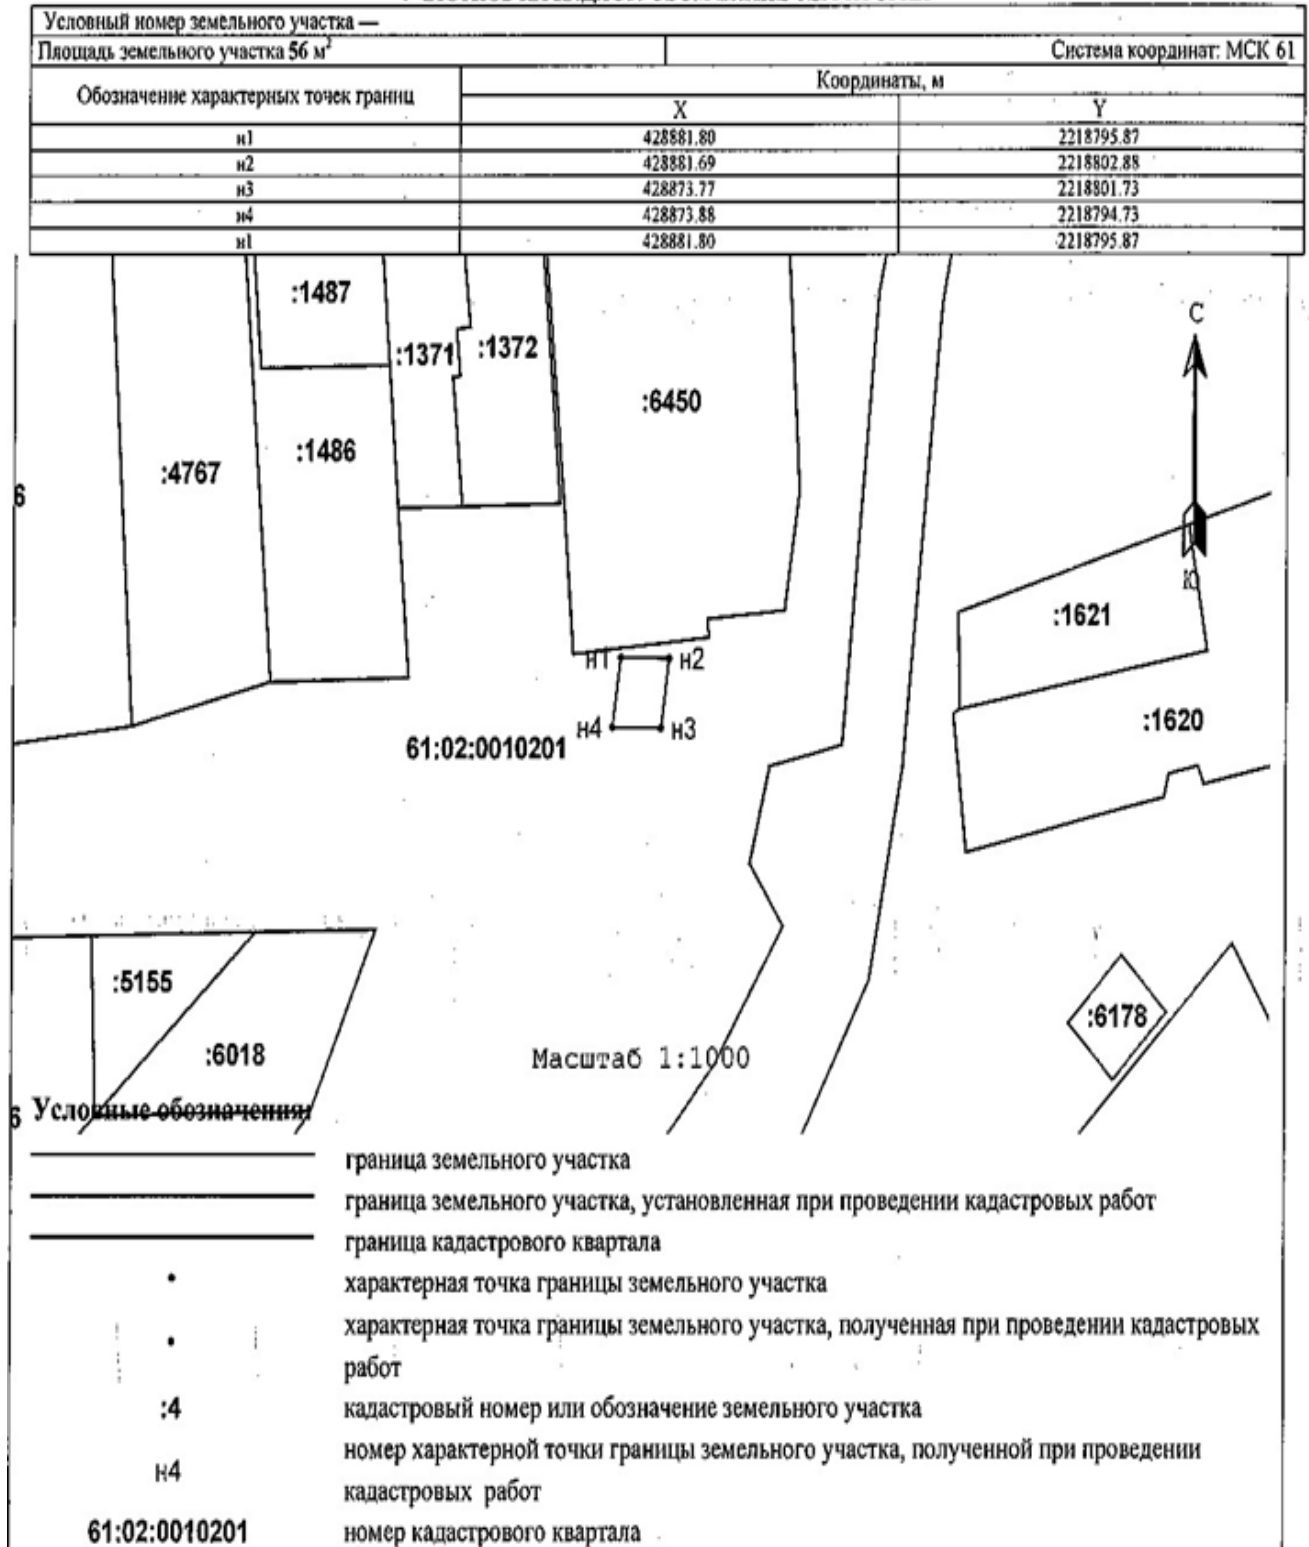 Условный номер земельного участка —
Площадь земельного участка 56 м²
Система координат: МСК 61
Обозначение характерных точек границ
Координаты, м
X
Y
н1 428881.80 2218795.87
н2 428881.69 2218802.88
н3 428873.77 2218801.73
н4 428873.88 2218794.73
н1 428881.80 2218795.87
:1487
С
:1371
:1372
:6450
:1486
:4767
6
Ю
:1621
н1
н2
:1620
н4
н3
61:02:0010201
:5155
:6178
:6018
Масштаб 1:1000
6
Условные обозначения:
граница земельного участка
граница земельного участка, установленная при проведении кадастровых работ
граница кадастрового квартала
характерная точка границы земельного участка
характерная точка границы земельного участка, полученная при проведении кадастровых
работ
:4 кадастровый номер или обозначение земельного участка
номер характерной точки границы земельного участка, полученной при проведении
н4
кадастровых работ
61:02:0010201 номер кадастрового квартала